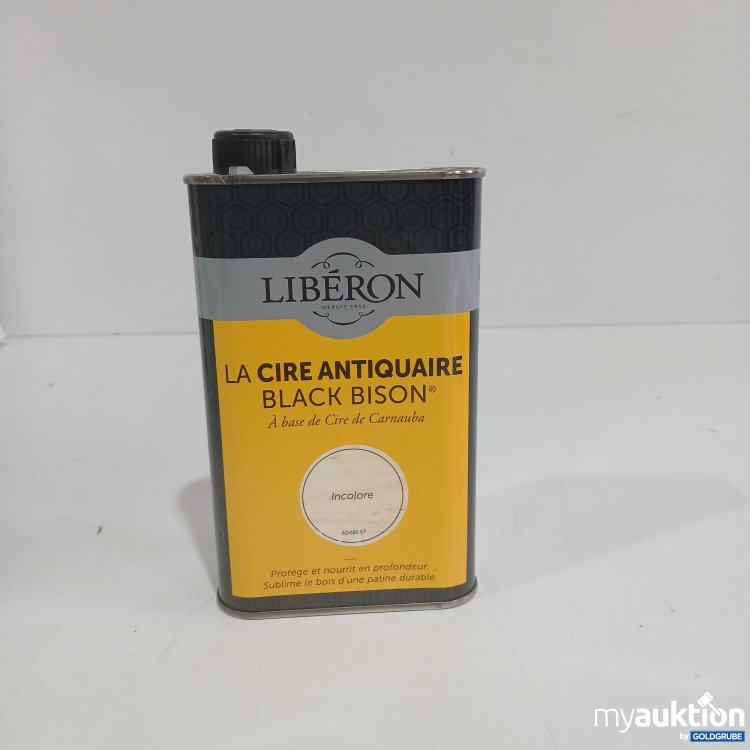 LIBÉRON
DEPUIS 1912
LA CIRE ANTIQUAIRE
BLACK BISON®
À base de Cire de Carnauba
Incolore
Protège et nourrit en profondeur.
Sublime le bois d'une patine durable.
myauktion
by GOLDGRUBE